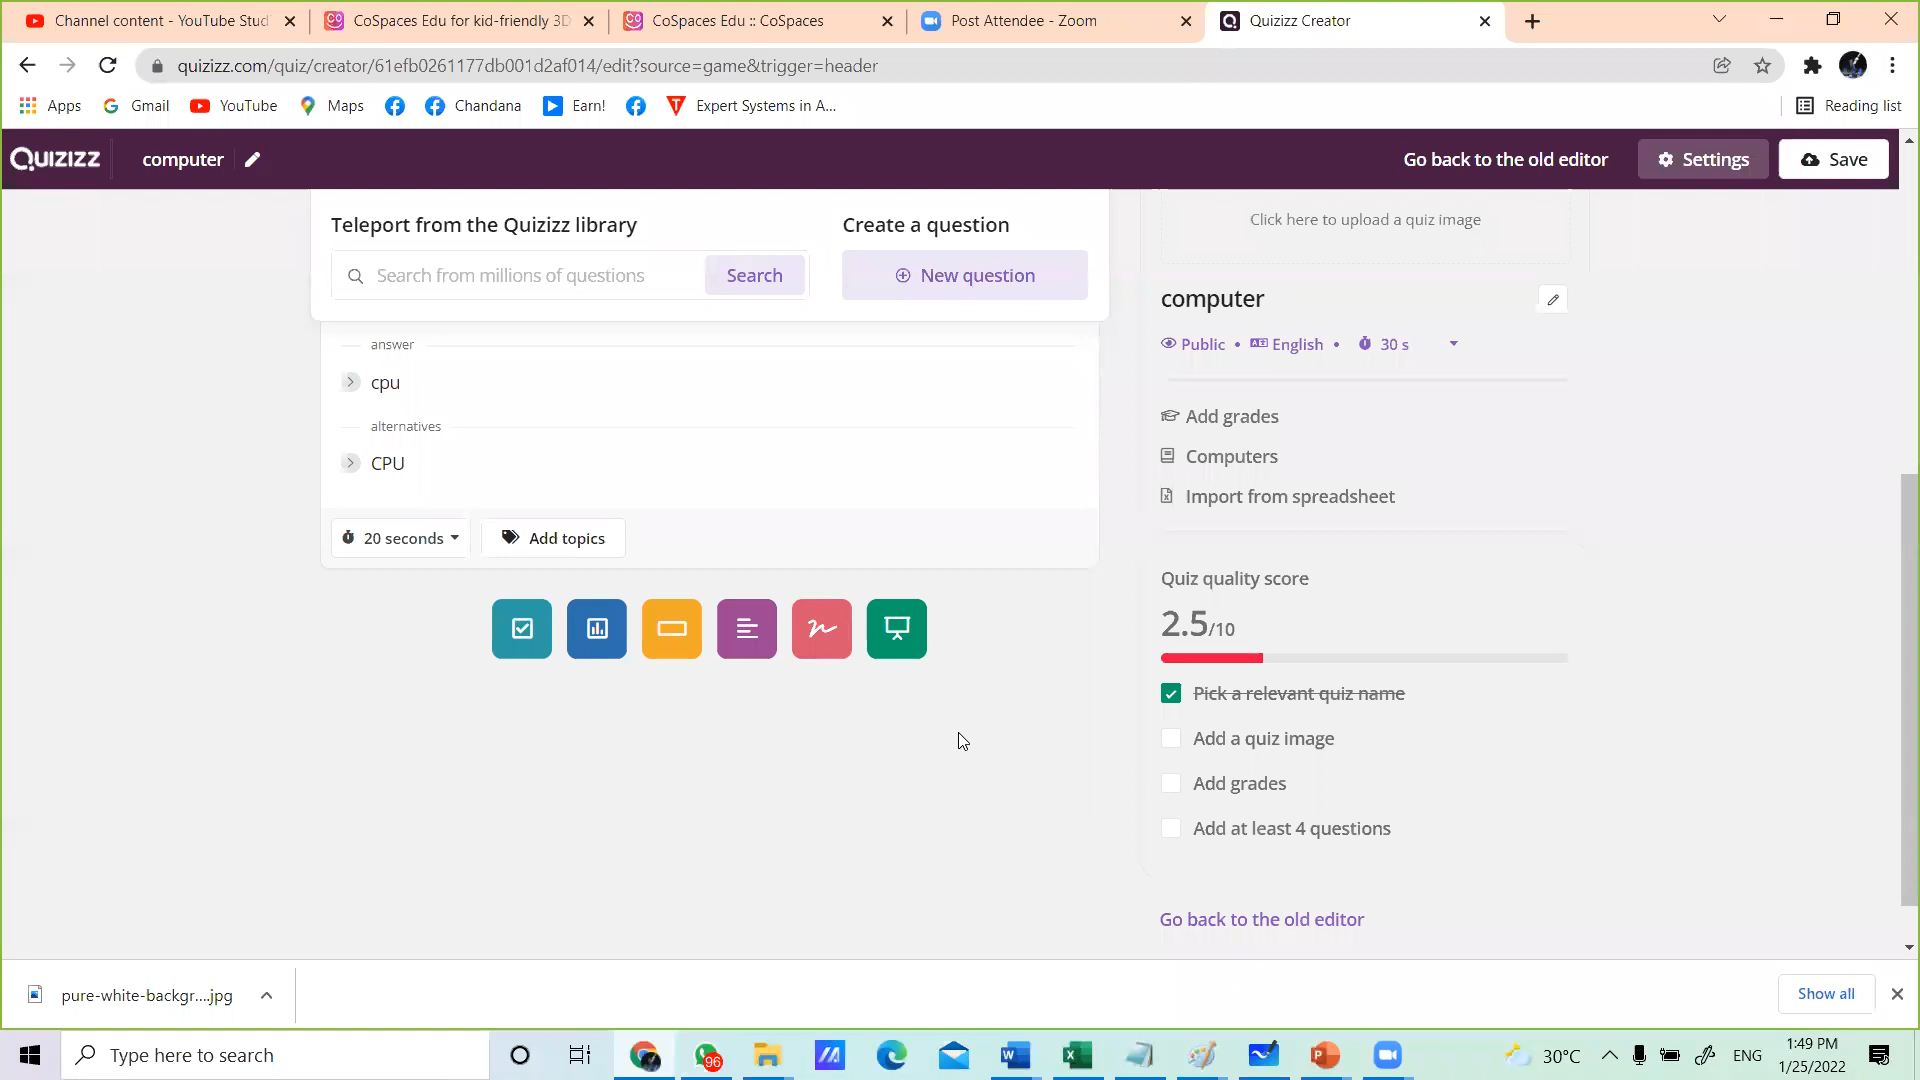 Channel content - YouTube Stud
CoSpaces Edu for kid-friendly 3D
CoSpaces Edu :: CoSpaces
Post Attendee - Zoom
Quizizz Creator
quizizz.com/quiz/creator/61efb0261177db001d2af014/edit?source=game&trigger=header
Apps
Gmail
YouTube
Maps
Chandana
Earn!
Expert Systems in A...
Reading list
QUIZIZZ
computer
Go back to the old editor
Settings
Save
Teleport from the Quizizz library
Search from millions of questions
Search
Create a question
New question
answer
cpu
alternatives
CPU
20 seconds
Add topics
Click here to upload a quiz image
computer
Public • English • 30 s
Add grades
Computers
Import from spreadsheet
Quiz quality score
2.5/10
Pick a relevant quiz name
Add a quiz image
Add grades
Add at least 4 questions
Go back to the old editor
pure-white-backgr....jpg
Show all
Type here to search
96
30°C
ENG
1:49 PM
1/25/2022